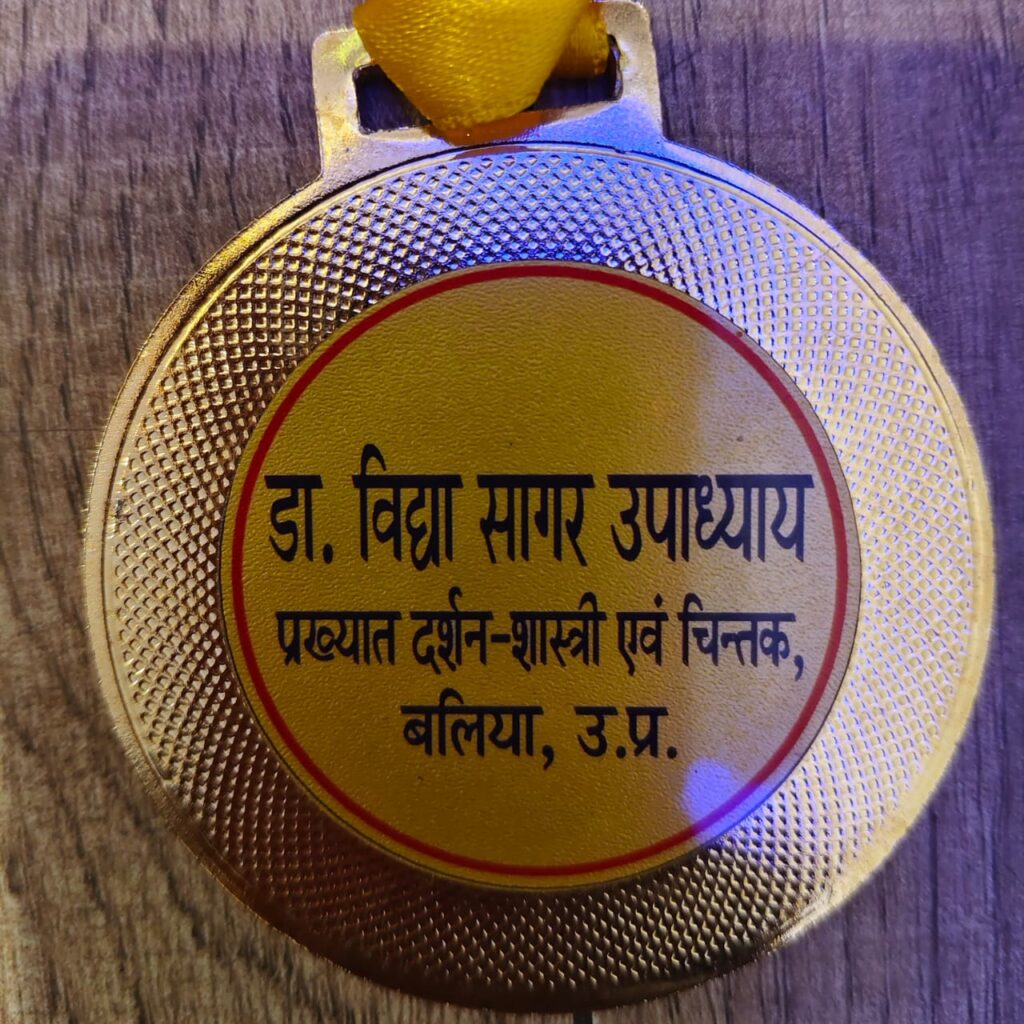 डा. विद्या सागर उपाध्याय
प्रख्यात दर्शन-शास्त्री एवं चिन्तक,
बलिया, उ.प्र.